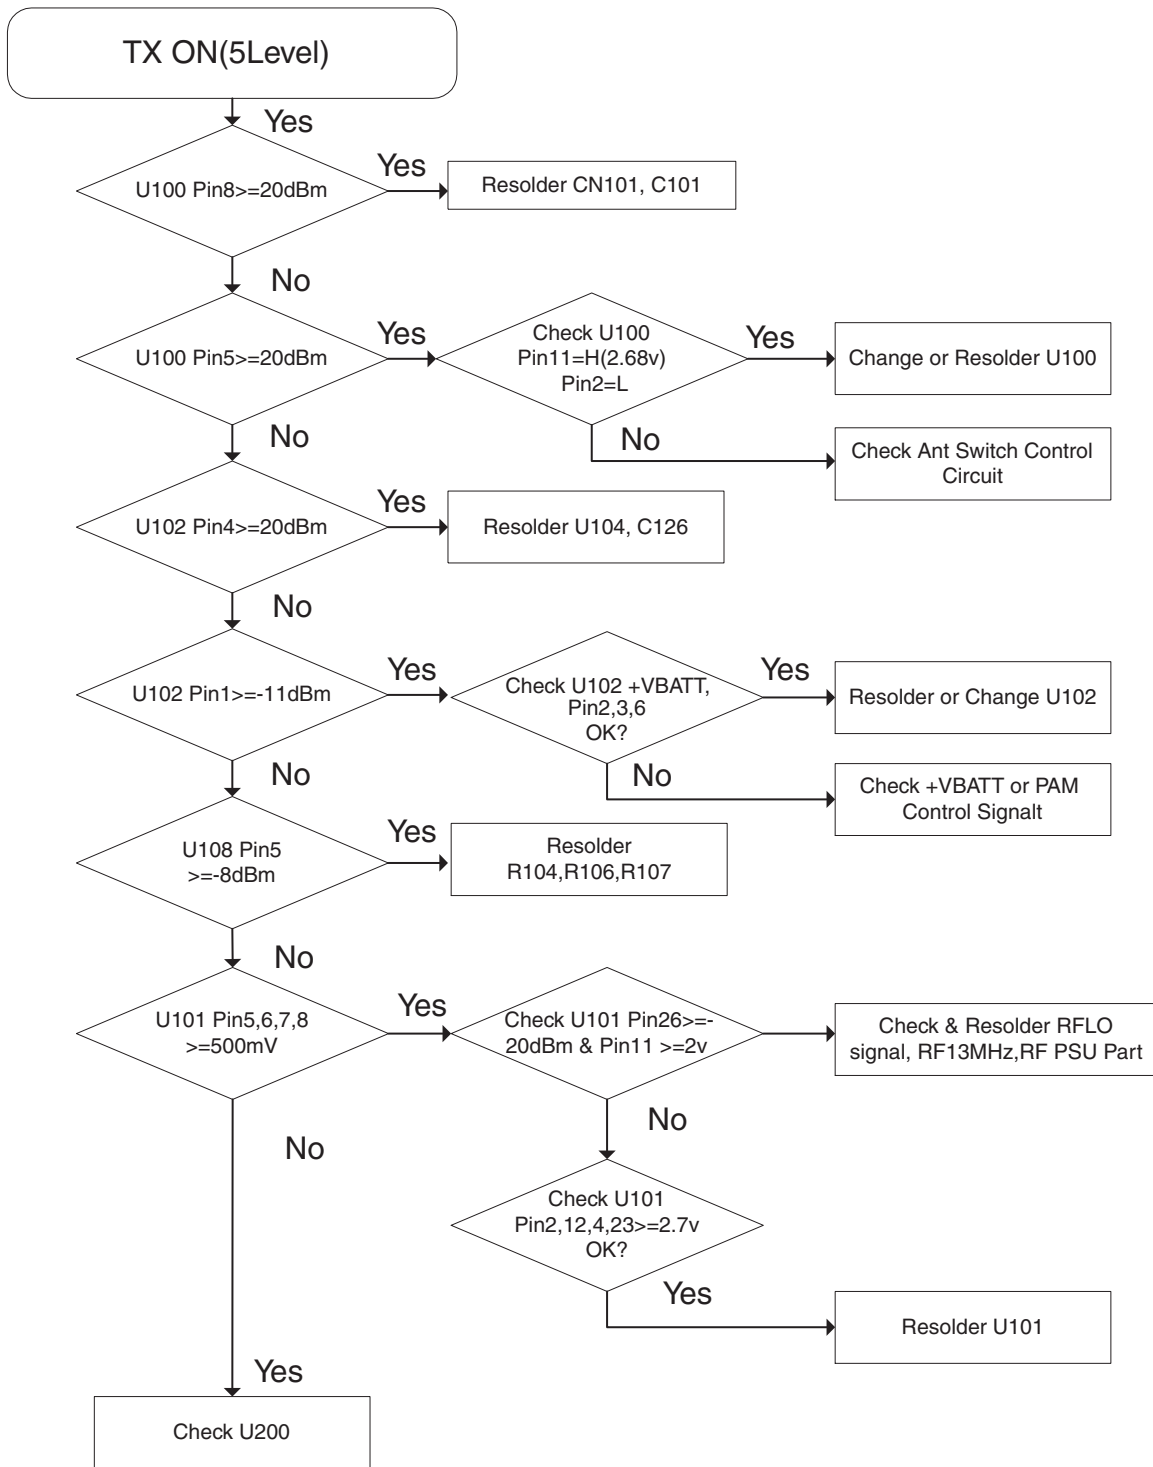 TX ON(5Level)
Yes
U100 Pin8>=20dBm
Yes
Resolder CN101, C101
No
U100 Pin5>=20dBm
Yes
Check U100
Pin11=H(2.68v)
Pin2=L
Yes
Change or Resolder U100
No
Check Ant Switch Control
Circuit
No
U102 Pin4>=20dBm
Yes
Resolder U104, C126
No
U102 Pin1>=-11dBm
Yes
Check U102 +VBATT,
Pin2,3,6
OK?
Yes
Resolder or Change U102
No
Check +VBATT or PAM
Control Signalt
No
U108 Pin5
>=-8dBm
Yes
Resolder
R104,R106,R107
No
U101 Pin5,6,7,8
>=500mV
Yes
Check U101 Pin26>=-
20dBm & Pin11 >=2v
Check & Resolder RFLO
signal, RF13MHz,RF PSU Part
No
No
Check U101
Pin2,12,4,23>=2.7v
OK?
Yes
Resolder U101
Yes
Check U200